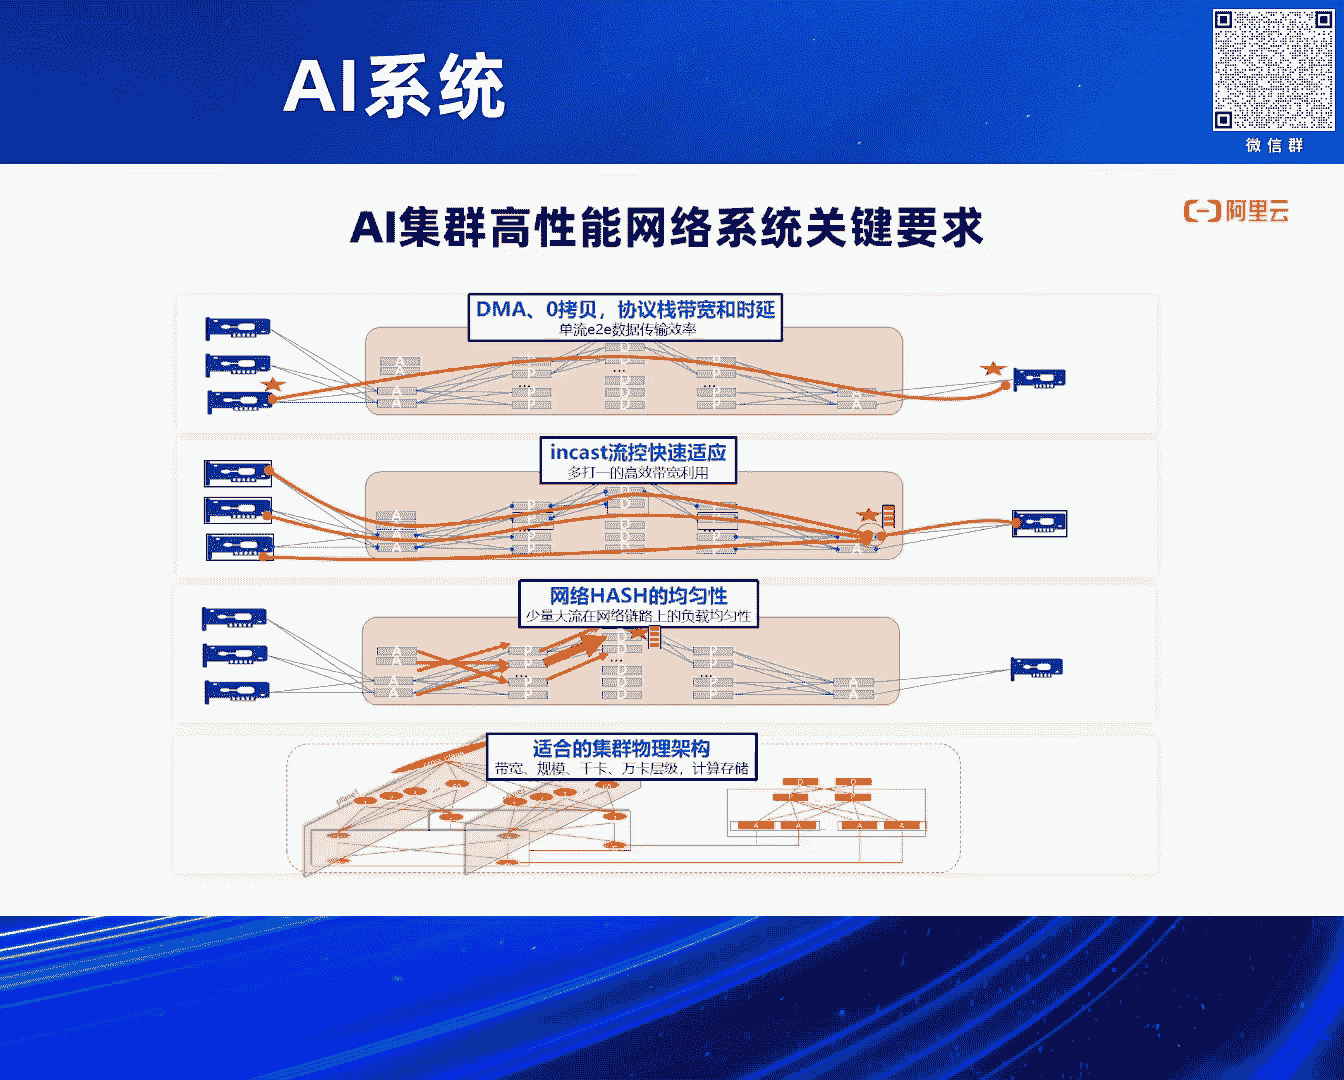 AI系统
微信群
AI集群高性能网络系统关键要求
阿里云
DMA、0拷贝，协议栈带宽和时延
单流e2e数据传输效率
A
A
A
A
P
P
...
D
...
D
D
P
P
...
A
incast流控快速适应
多打一的高效带宽利用
网络HASH的均匀性
少量大流在网络链路上的负载均匀性
A
A
A
A
P
P
...
P
D
...
D
D
P
P
...
P
A
A
适合的集群物理架构
带宽、规模、千卡、万卡层级，计算存储
plane1
D
D
P
P
A
A
A
A